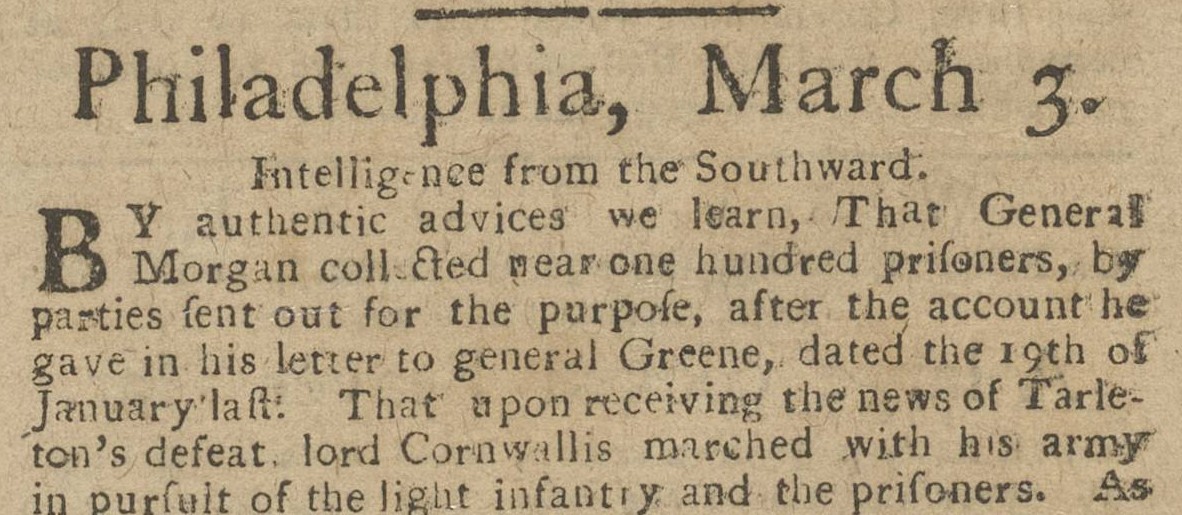 Philadelphia, March 3.
Intelligence from the Southward.
BY authentic advices we learn, That General
Morgan collected near one hundred priſoners, by
parties ſent out for the purpoſe, after the account he
gave in his letter to general Greene, dated the 19th of
January laſt: That upon receiving the news of Tarle-
ton's defeat, lord Cornwallis marched with his army
in purſuit of the light infantry and the priſoners. As